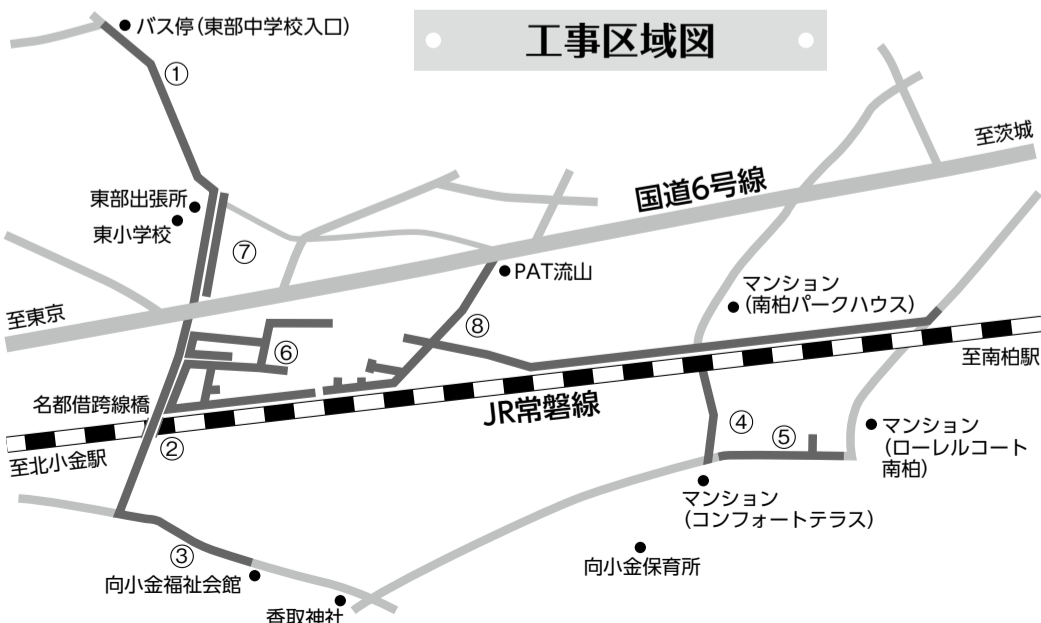 バス停(東部中学校入口)
工事区域図
①
至茨城
国道6号線
東部出張所
東小学校
⑦
PAT流山
マンション
(南柏パークハウス)
至東京
⑧
⑥
至南柏駅
名都借跨線橋
JR常磐線
②
至北小金駅
④
⑤
マンション
(ローレルコート
南柏)
マンション
(コンフォートテラス)
③
向小金福祉会館
向小金保育所
香取神社